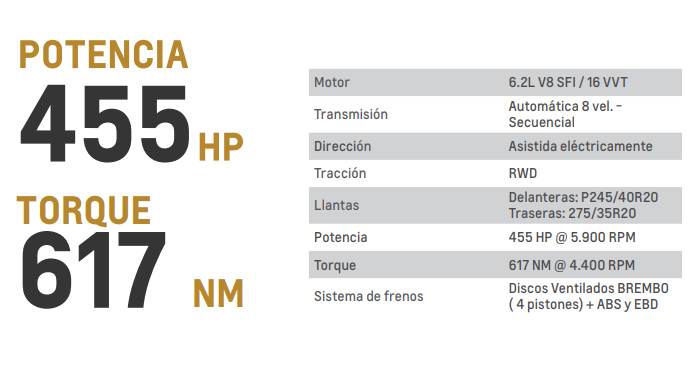 POTENCIA
455 HP
TORQUE
617 NM
Motor 6.2L V8 SFI / 16 VVT
Transmisión Automática 8 vel. -
Secuencial
Dirección Asistida eléctricamente
Tracción RWD
Llantas Delanteras: P245/40R20
Traseras: 275/35R20
Potencia 455 HP @ 5.900 RPM
Torque 617 NM @ 4.400 RPM
Sistema de frenos Discos Ventilados BREMBO
( 4 pistones) + ABS y EBD